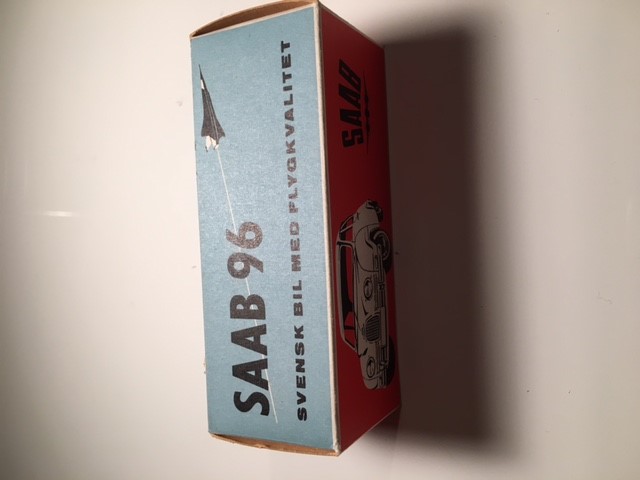 SAAB 96
SVENSK BIL MED FLYGKVALITET
SAAB